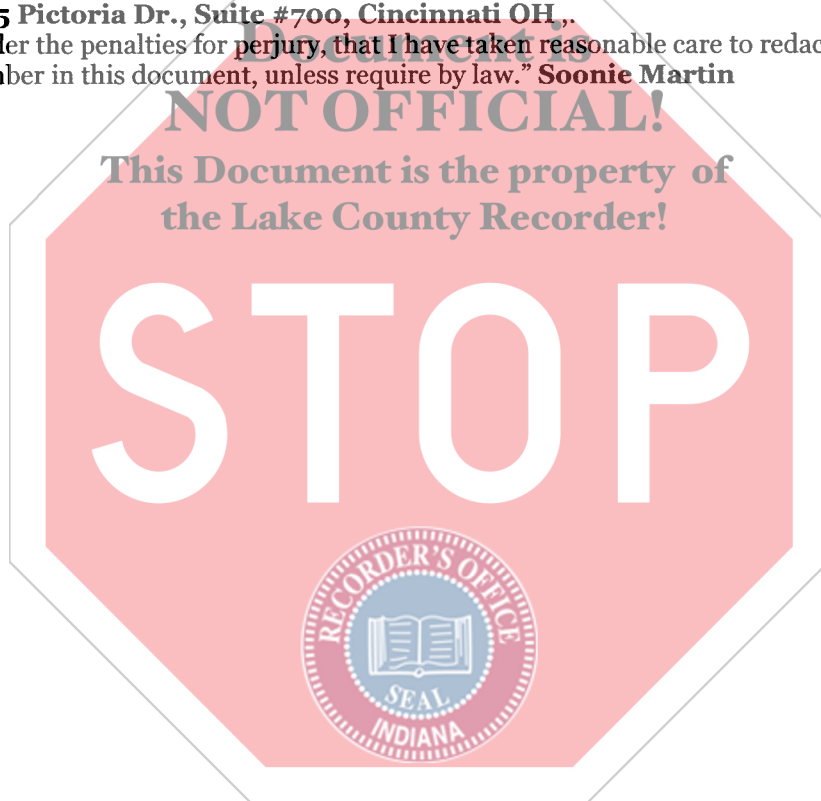 5 Pictoria Dr., Suite #700, Cincinnati OH ,.
der the penalties for perjury, that I have taken reasonable care to redac
mber in this document, unless require by law.” Soonie Martin
Document is
NOT OFFICIAL!
This Document is the property of
the Lake County Recorder!
STOP
RECORDER'S OFFICE
SEAL
INDIANA